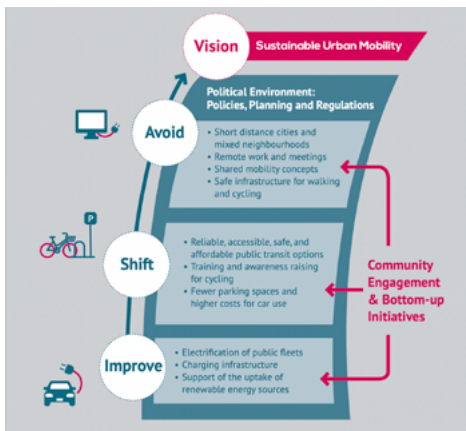 Vision
Sustainable Urban Mobility
Political Environment:
Policies, Planning and Regulations
Avoid
• Short distance cities and
mixed neighbourhoods
• Remote work and meetings
• Shared mobility concepts
• Safe infrastructure for walking
and cycling
P
Shift
• Reliable, accessible, safe, and
affordable public transit options
• Training and awareness raising
for cycling
• Fewer parking spaces and
higher costs for car use
Community
Engagement
& Bottom-up
Initiatives
Improve
• Electrification of public fleets
• Charging infrastructure
• Support of the uptake of
renewable energy sources